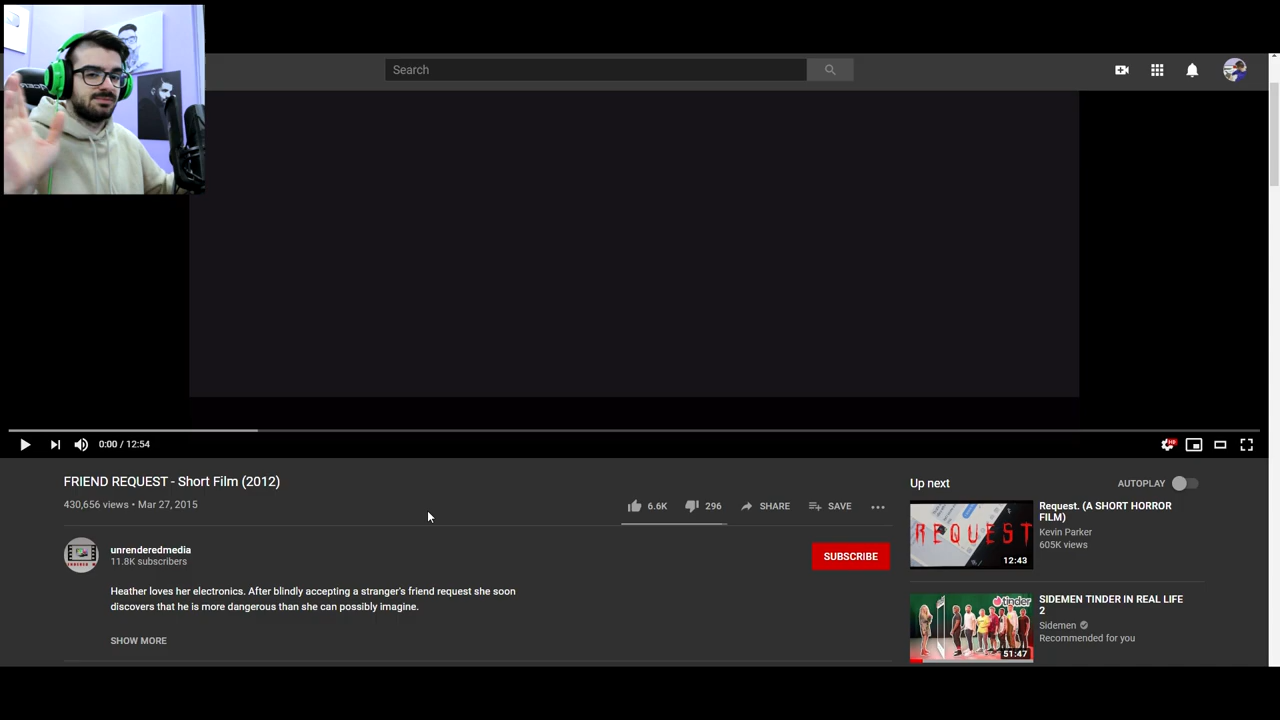 Search
0:00 / 12:54
FRIEND REQUEST - Short Film (2012)
430,656 views • Mar 27, 2015
6.6K
296
SHARE
SAVE
unrenderedmedia
11.8K subscribers
SUBSCRIBE
Heather loves her electronics. After blindly accepting a stranger's friend request she soon
discovers that he is more dangerous than she can possibly imagine.
SHOW MORE
Up next
AUTOPLAY
REQUEST
12:43
Request. (A SHORT HORROR
FILM)
Kevin Parker
605K views
tinder
51:47
SIDEMEN TINDER IN REAL LIFE
2
Sidemen
Recommended for you